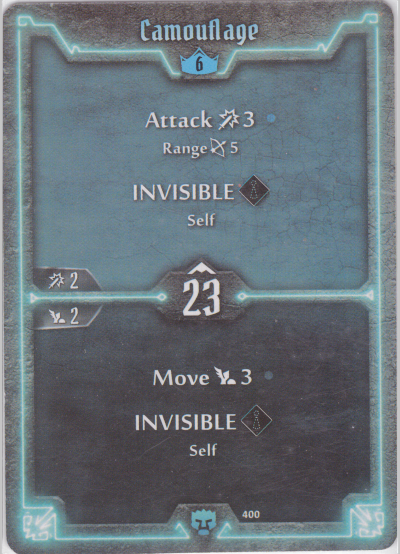 Camouflage
6
Attack 3
Range 5
INVISIBLE
Self
2
23
2
Move 3
INVISIBLE
Self
400